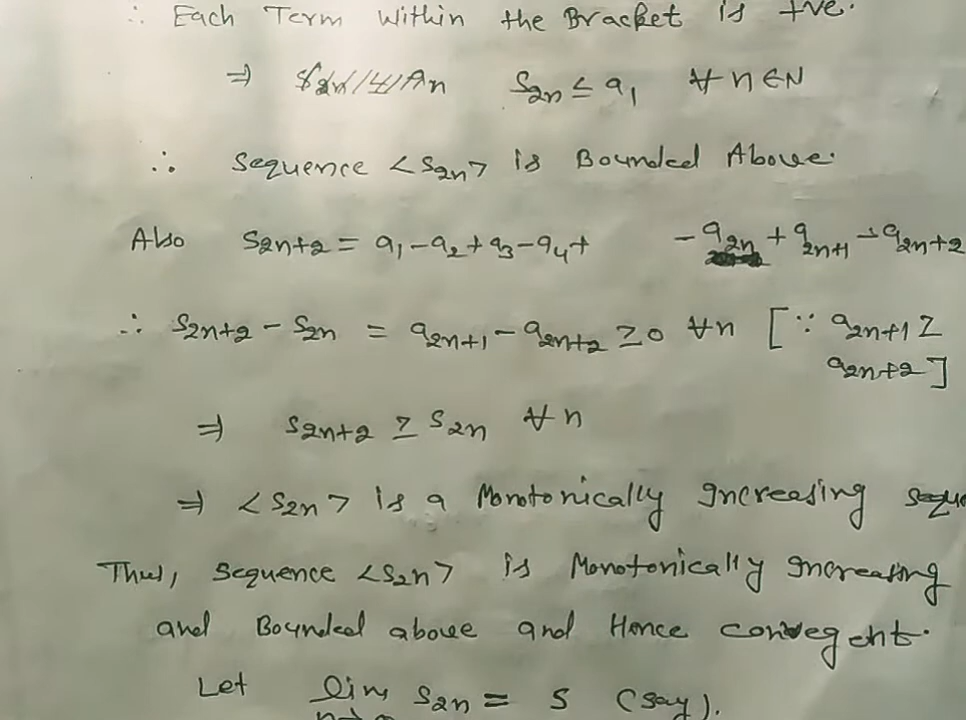 ∴ Each Term within the Bracket is +ve.
⇒ S₂ₙ ≤ a₁ ∀ n ∈ N
∴ Sequence <S₂ₙ> is Bounded Above.
Also S₂ₙ₊₂ = a₁ - a₂ + a₃ - a₄ + - a₂ₙ + a₂ₙ₊₁ - a₂ₙ₊₂
∴ S₂ₙ₊₂ - S₂ₙ = a₂ₙ₊₁ - a₂ₙ₊₂ ≥ 0 ∀ n [∵ a₂ₙ₊₁ ≥
a₂ₙ₊₂]
⇒ S₂ₙ₊₂ ≥ S₂ₙ ∀ n
⇒ <S₂ₙ> is a Monotonically Increasing sequ
Thus, Sequence <S₂ₙ> is Monotonically Increasing
and Bounded above and Hence convegent.
Let lim S₂ₙ = S (say).